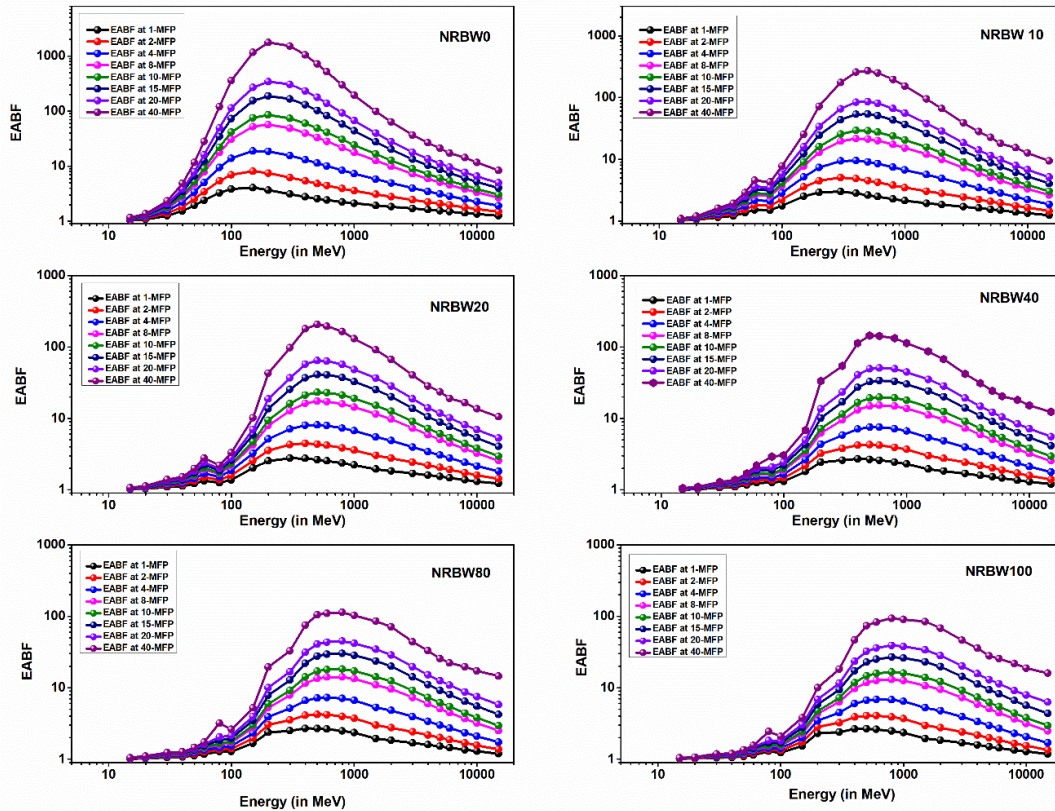 NRBW0
EABF at 1-MFP
EABF at 2-MFP
EABF at 4-MFP
EABF at 8-MFP
EABF at 10-MFP
EABF at 15-MFP
EABF at 20-MFP
EABF at 40-MFP
EABF
1000
100
10
1
10 100 1000 10000
Energy (in MeV)
NRBW 10
EABF at 1-MFP
EABF at 2-MFP
EABF at 4-MFP
EABF at 8-MFP
EABF at 10-MFP
EABF at 15-MFP
EABF at 20-MFP
EABF at 40-MFP
EABF
1000
100
10
1
10 100 1000 10000
Energy (in MeV)
NRBW20
EABF at 1-MFP
EABF at 2-MFP
EABF at 4-MFP
EABF at 8-MFP
EABF at 10-MFP
EABF at 15-MFP
EABF at 20-MFP
EABF at 40-MFP
EABF
1000
100
10
1
10 100 1000 10000
Energy (in MeV)
NRBW40
EABF at 1-MFP
EABF at 2-MFP
EABF at 4-MFP
EABF at 8-MFP
EABF at 10-MFP
EABF at 15-MFP
EABF at 20-MFP
EABF at 40-MFP
EABF
1000
100
10
1
10 100 1000 10000
Energy (in MeV)
NRBW80
EABF at 1-MFP
EABF at 2-MFP
EABF at 4-MFP
EABF at 8-MFP
EABF at 10-MFP
EABF at 15-MFP
EABF at 20-MFP
EABF at 40-MFP
EABF
1000
100
10
1
10 100 1000 10000
Energy (in MeV)
NRBW100
EABF at 1-MFP
EABF at 2-MFP
EABF at 4-MFP
EABF at 8-MFP
EABF at 10-MFP
EABF at 15-MFP
EABF at 20-MFP
EABF at 40-MFP
EABF
1000
100
10
1
10 100 1000 10000
Energy (in MeV)